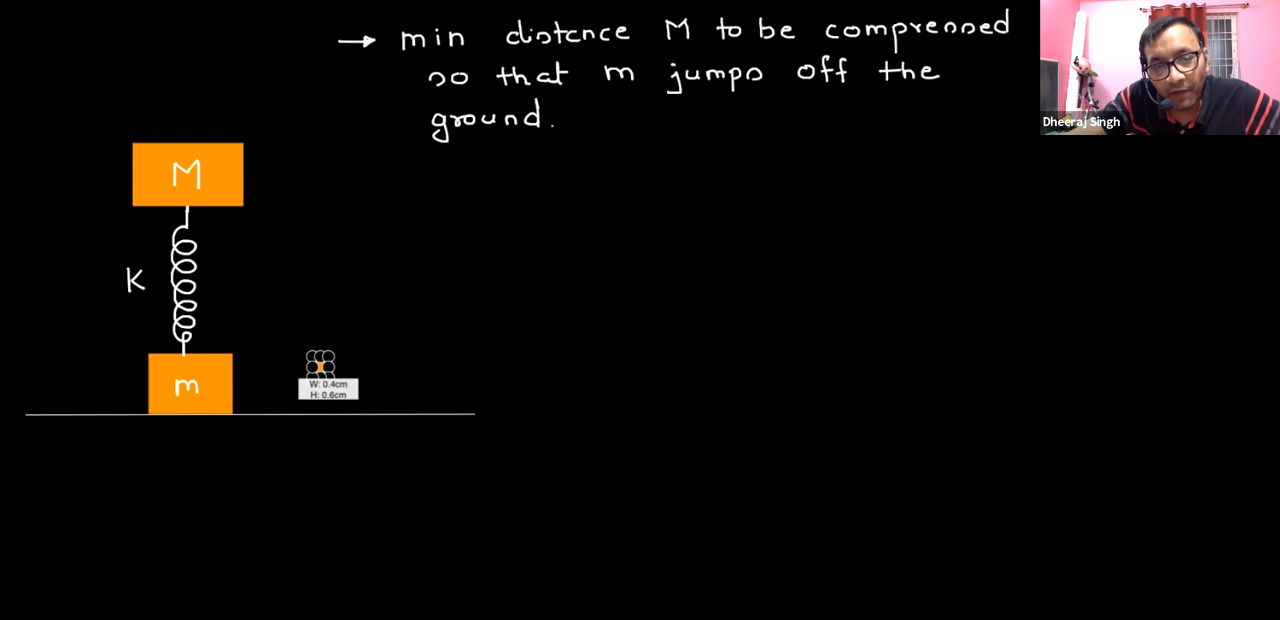 → min distance M to be compressed
so that m jumps off the
ground.
Dheeraj Singh
M
K
m
W: 0.4cm
H: 0.6cm